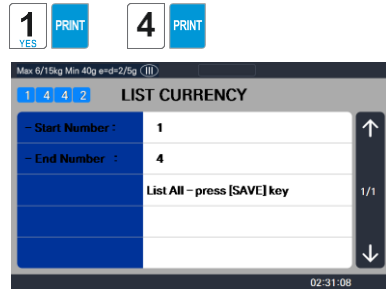 1 YES PRINT 4 PRINT
Max 6/15kg Min 40g e=d=2/5g (III)
1 4 4 2 LIST CURRENCY
- Start Number : 1
- End Number : 4
List All - press [SAVE] key
1/1
02:31:08